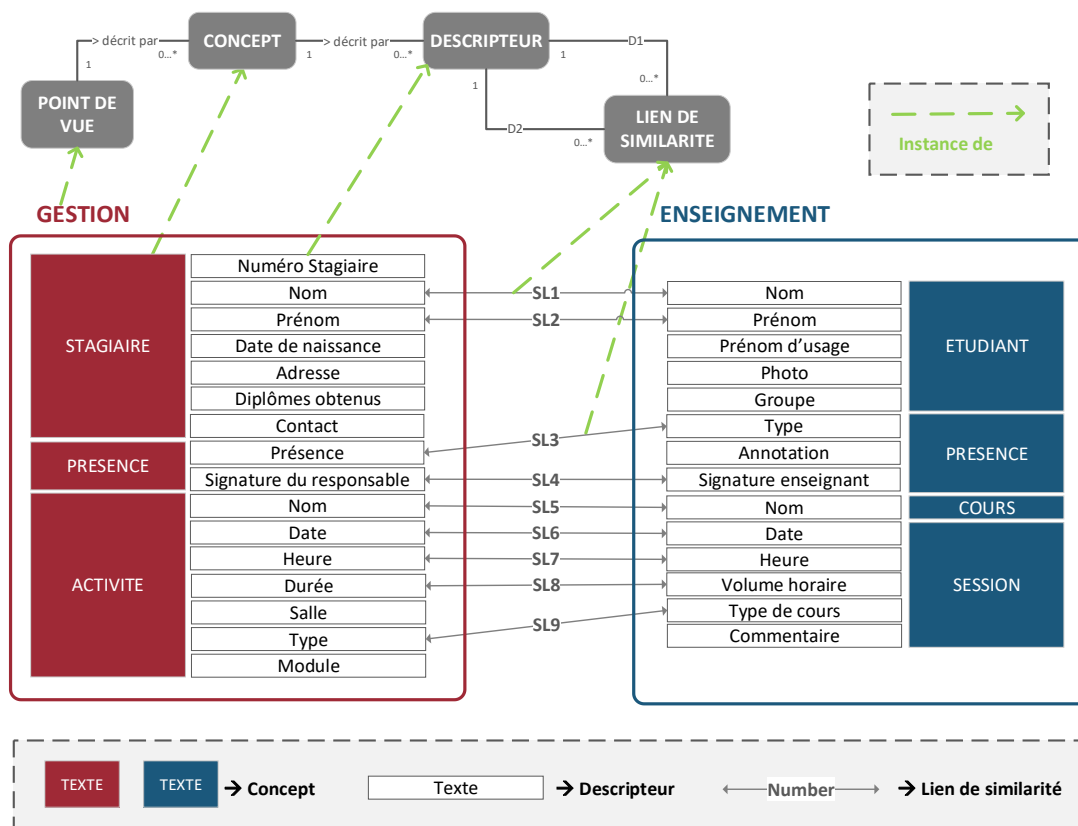 > décrit par
CONCEPT
> décrit par
DESCRIPTEUR
D1
0...*
1
0...*
1
1
0...*
1
POINT DE
VUE
LIEN DE
SIMILARITE
D2
0...*
Instance de
GESTION
ENSEIGNEMENT
STAGIAIRE
Numéro Stagiaire
Nom
Prénom
Date de naissance
Adresse
Diplômes obtenus
Contact
PRESENCE
Présence
Signature du responsable
ACTIVITE
Nom
Date
Heure
Durée
Salle
Type
Module
SL1
SL2
SL3
SL4
SL5
SL6
SL7
SL8
SL9
Nom
Prénom
Prénom d’usage
Photo
Groupe
ETUDIANT
Type
Annotation
Signature enseignant
PRESENCE
Nom
COURS
Date
Heure
Volume horaire
Type de cours
Commentaire
SESSION
TEXTE
TEXTE
Concept
Texte
Descripteur
Number
Lien de similarité